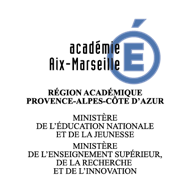 académie
Aix-Marseille
É
RÉGION ACADÉMIQUE
PROVENCE-ALPES-CÔTE D'AZUR
MINISTÈRE
DE L'ÉDUCATION NATIONALE
ET DE LA JEUNESSE
MINISTÈRE
DE L'ENSEIGNEMENT SUPÉRIEUR,
DE LA RECHERCHE
ET DE L'INNOVATION